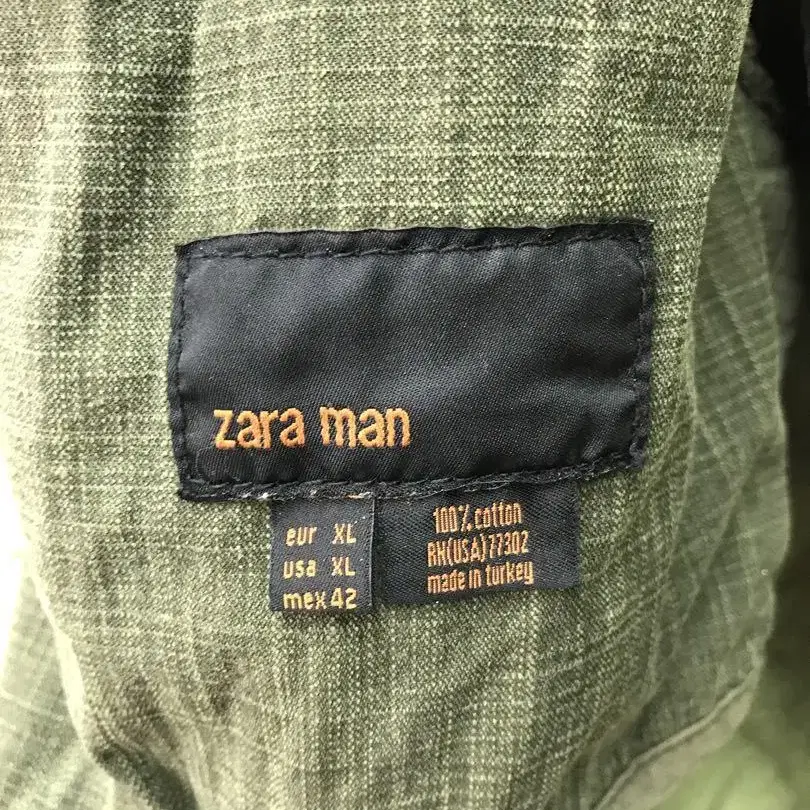 zara man
eur XL
usa XL
mex 42
100% cotton
RN(USA)77302
made in turkey